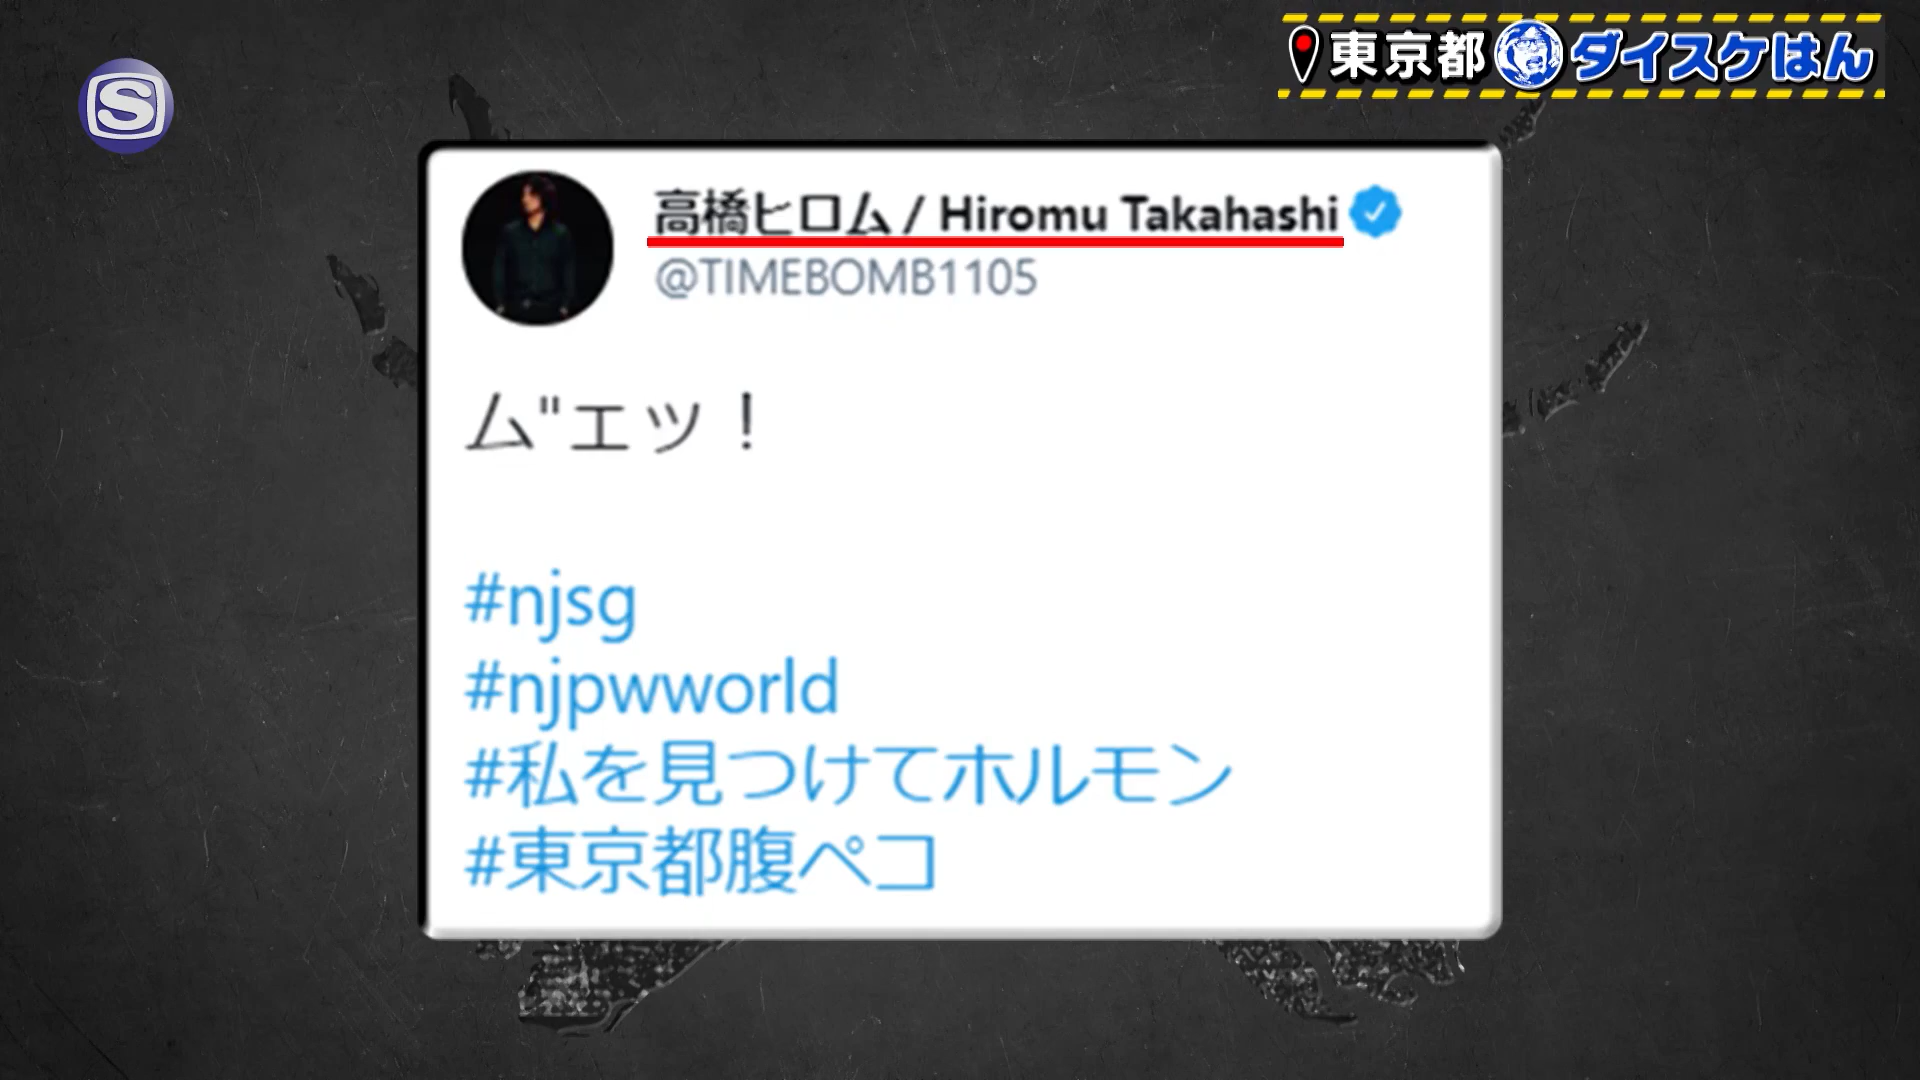 S
東京都 ダイスケはん
高橋ヒロム / Hiromu Takahashi
@TIMEBOMB1105
ム"エッ！
#njsg
#njpwworld
#私を見つけてホルモン
#東京都腹ペコ